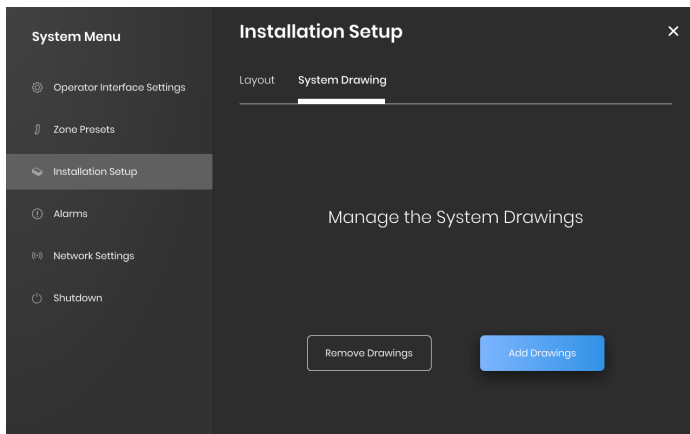 System Menu
Operator Interface Settings
Zone Presets
Installation Setup
Alarms
Network Settings
Shutdown
Installation Setup
Layout
System Drawing
Manage the System Drawings
Remove Drawings
Add Drawings